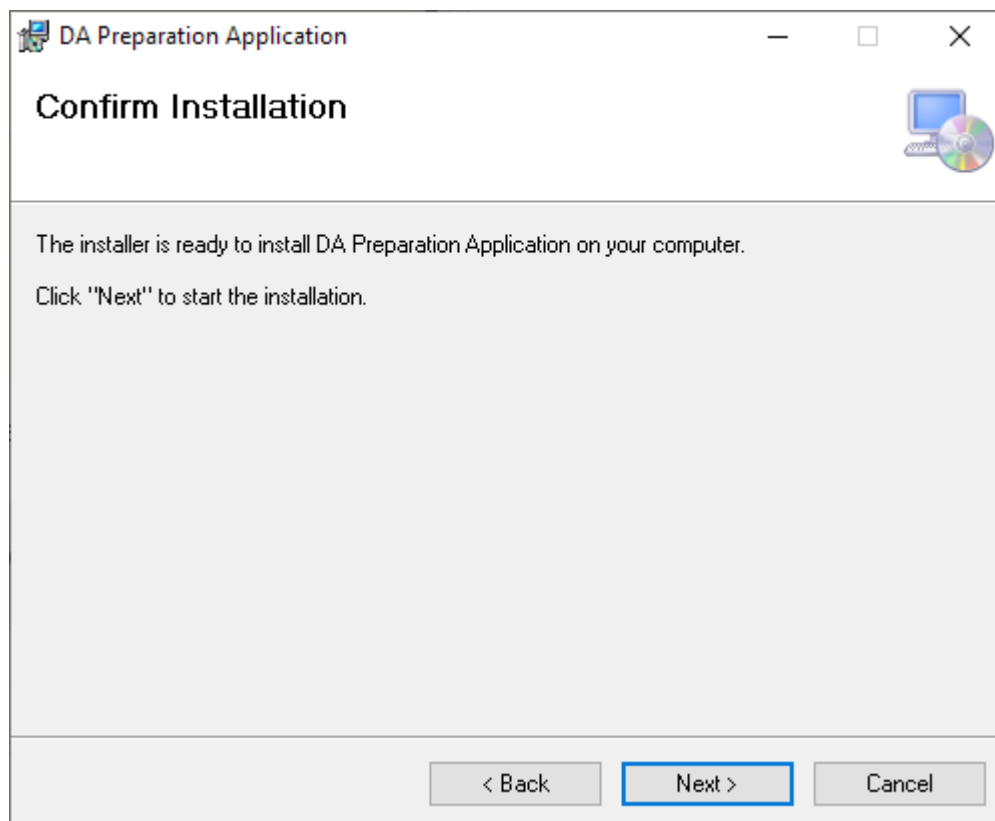 DA Preparation Application
Confirm Installation
The installer is ready to install DA Preparation Application on your computer.
Click "Next" to start the installation.
< Back
Next >
Cancel